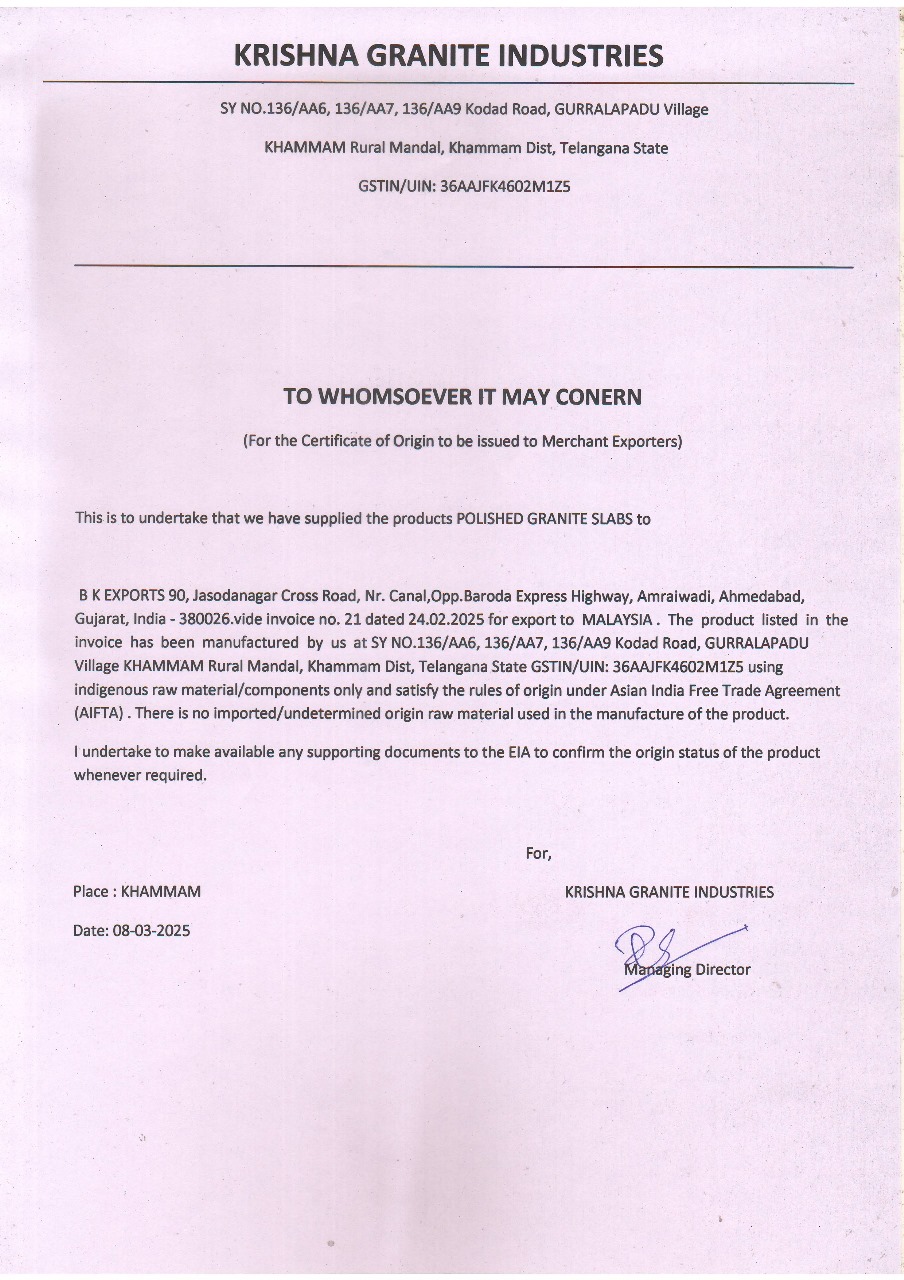 KRISHNA GRANITE INDUSTRIES
SY NO.136/AA6, 136/AA7, 136/AA9 Kodad Road, GURRALAPADU Village
KHAMMAM Rural Mandal, Khammam Dist, Telangana State
GSTIN/UIN: 36AAJFK4602M1Z5
TO WHOMSOEVER IT MAY CONERN
(For the Certificate of Origin to be issued to Merchant Exporters)
This is to undertake that we have supplied the products POLISHED GRANITE SLABS to
B K EXPORTS 90, Jasodanagar Cross Road, Nr. Canal,Opp.Baroda Express Highway, Amraiwadi, Ahmedabad,
Gujarat, India - 380026.vide invoice no. 21 dated 24.02.2025 for export to MALAYSIA . The product listed in the
invoice has been manufactured by us at SY NO.136/AA6, 136/AA7, 136/AA9 Kodad Road, GURRALAPADU
Village KHAMMAM Rural Mandal, Khammam Dist, Telangana State GSTIN/UIN: 36AAJFK4602M1Z5 using
indigenous raw material/components only and satisfy the rules of origin under Asian India Free Trade Agreement
(AIFTA) . There is no imported/undetermined origin raw material used in the manufacture of the product.
I undertake to make available any supporting documents to the EIA to confirm the origin status of the product
whenever required.
For,
Place : KHAMMAM KRISHNA GRANITE INDUSTRIES
Date: 08-03-2025
Managing Director